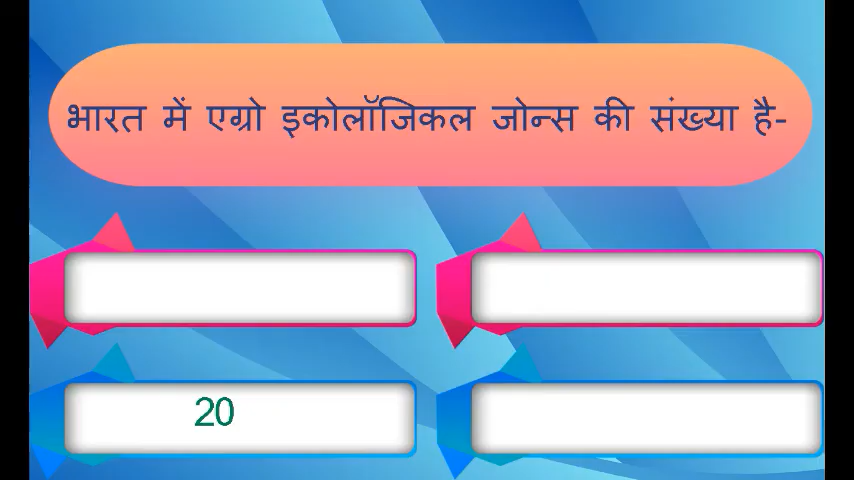 भारत में एग्रो इकोलॉजिकल जोन्स की संख्या है-
20